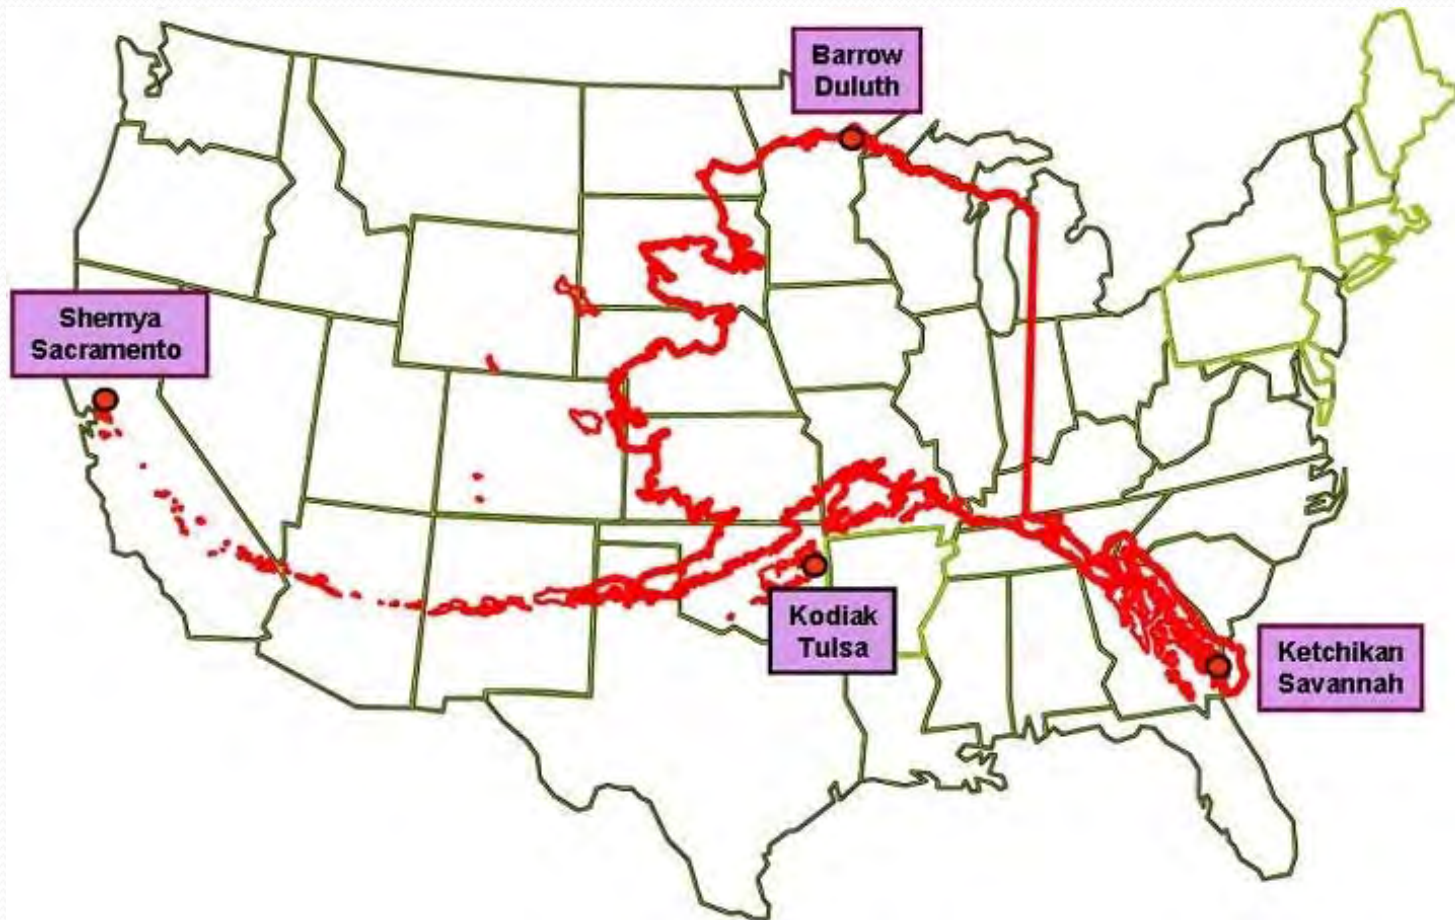 Barrow
Duluth
Shemya
Sacramento
Kodiak
Tulsa
Ketchikan
Savannah